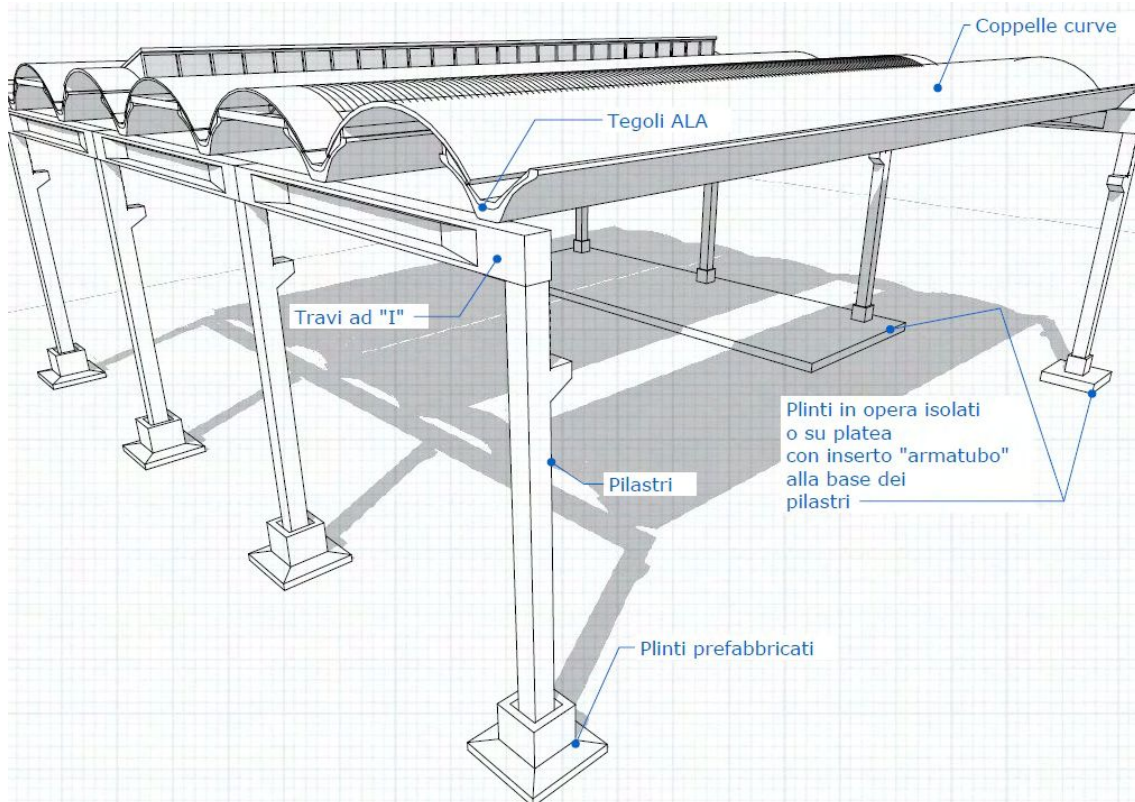 Coppelle curve
Tegoli ALA
Travi ad "I"
Plinti in opera isolati
o su platea
con inserto "armatubo"
alla base dei
pilastri
Pilastri
Plinti prefabbricati